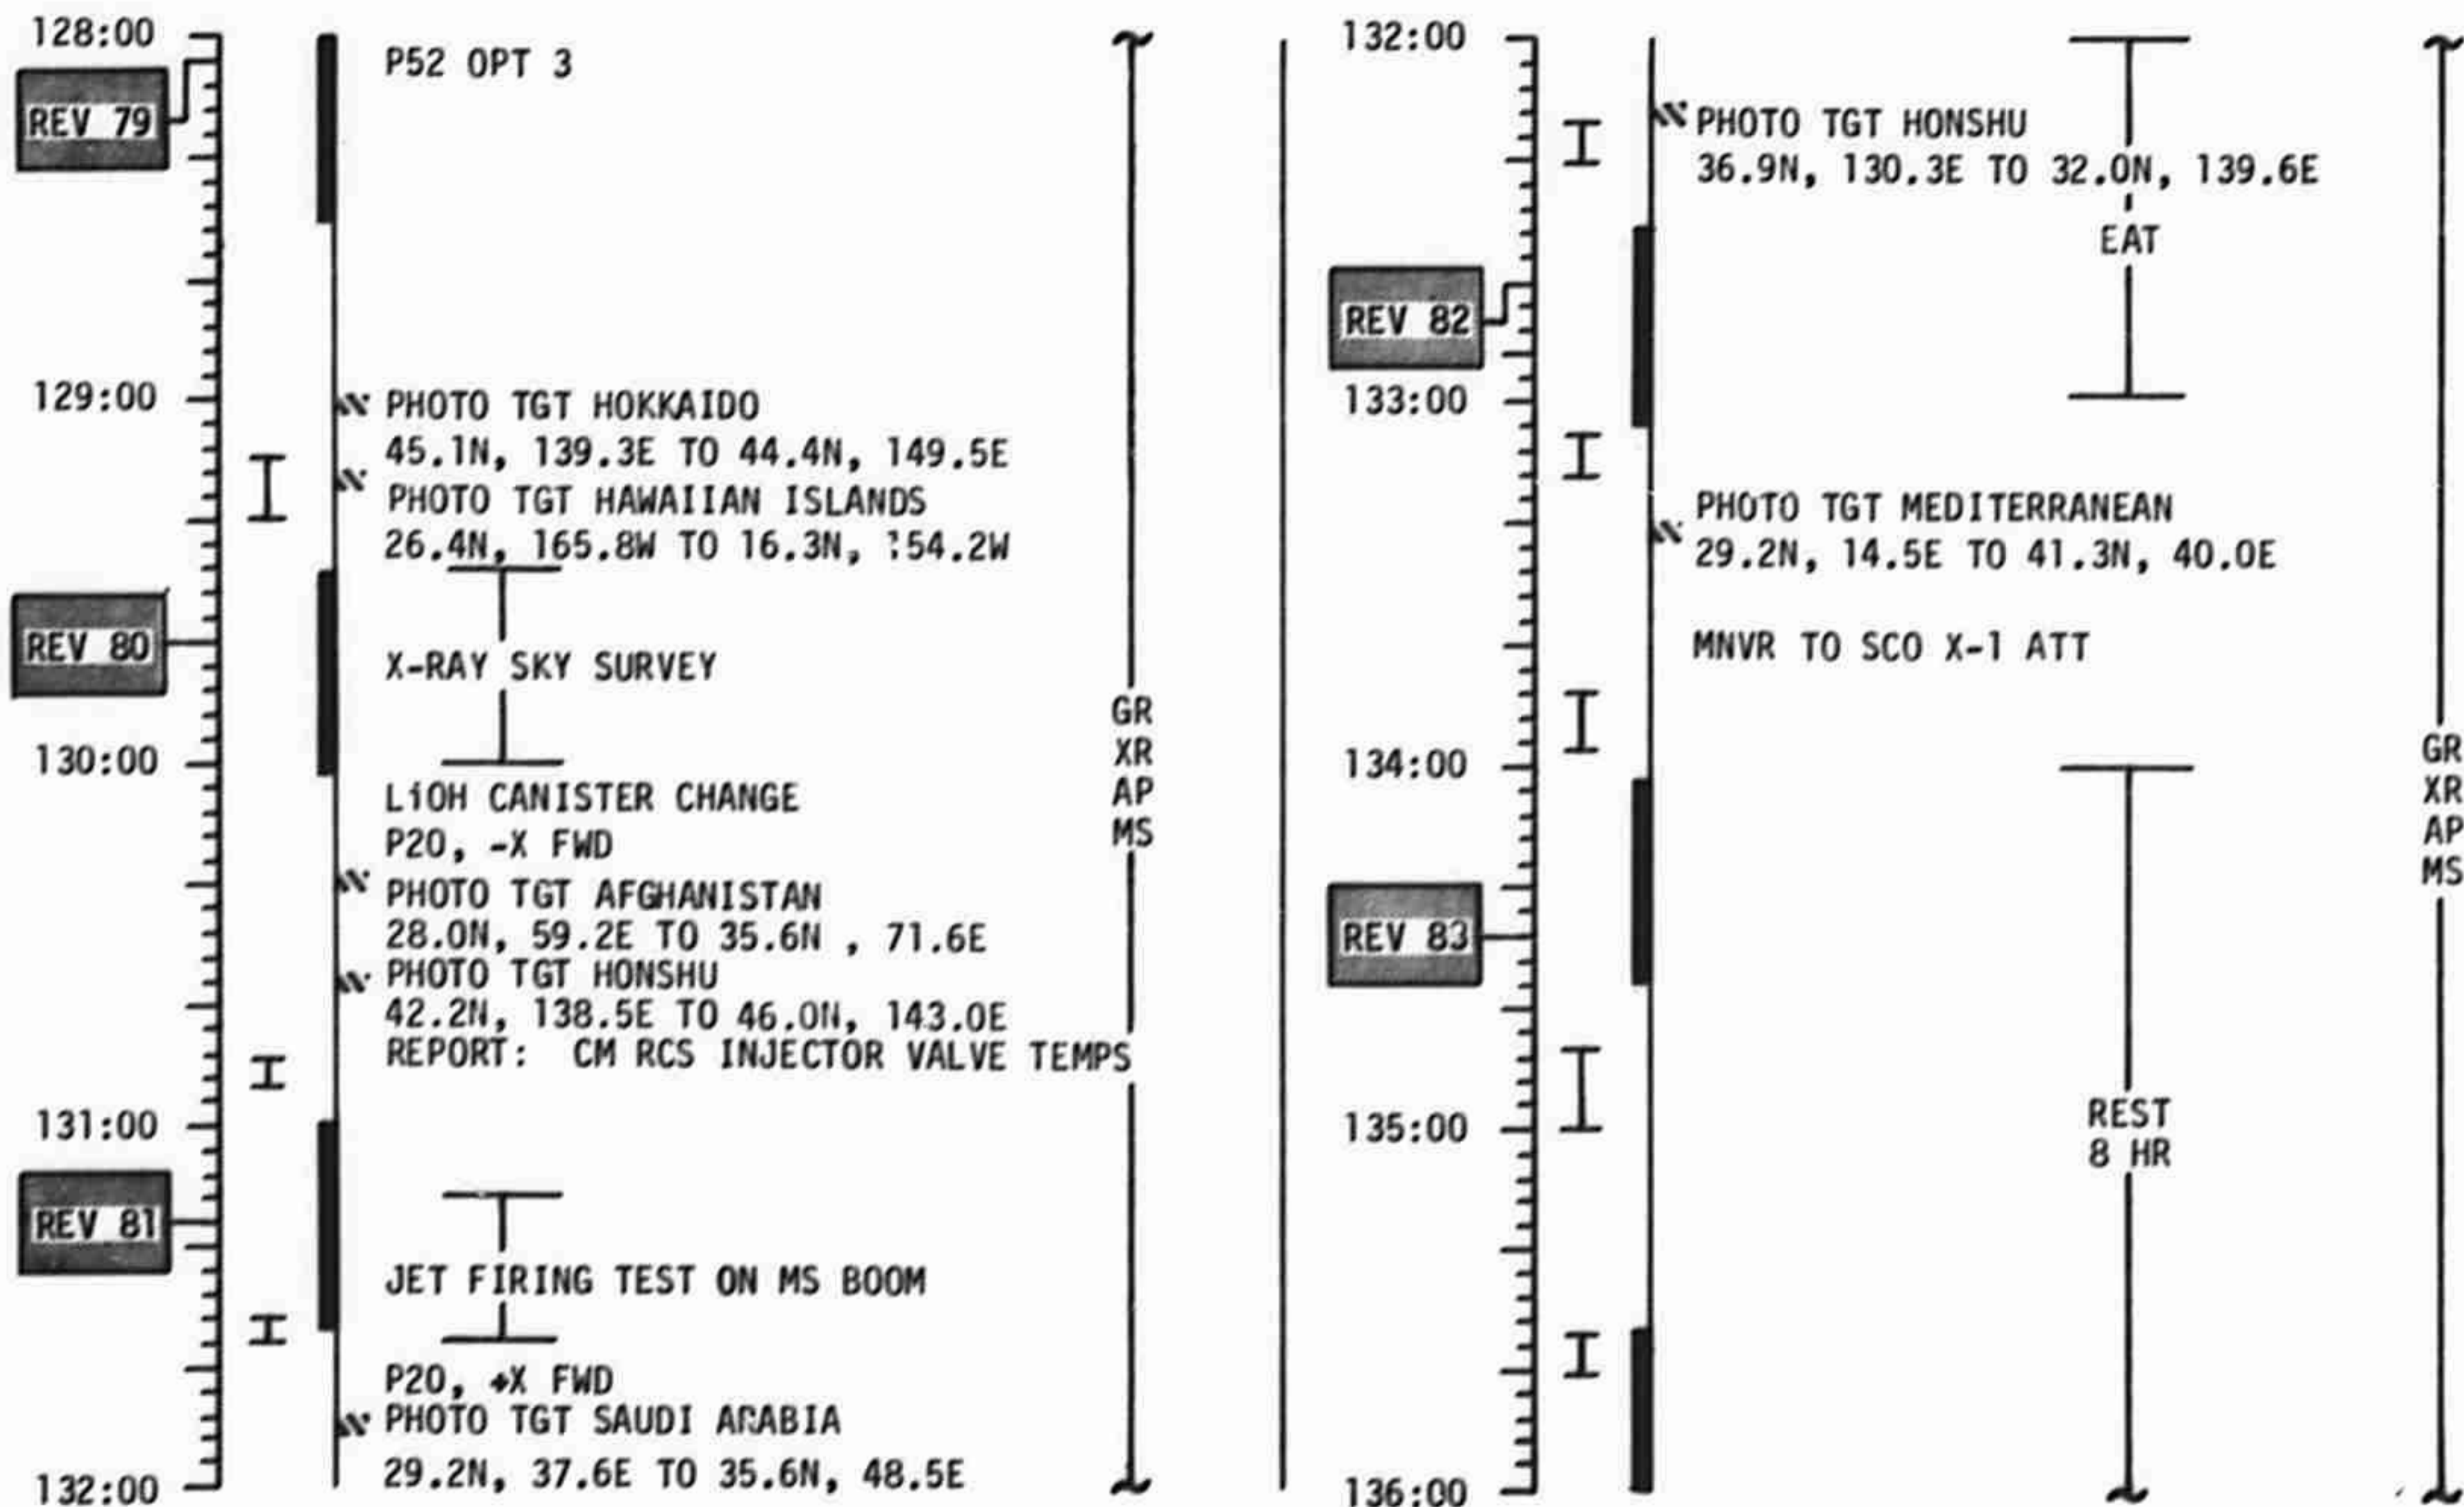 128:00
P52 OPT 3
REV 79
129:00
PHOTO TGT HOKKAIDO
45.1N, 139.3E TO 44.4N, 149.5E
PHOTO TGT HAWAIIAN ISLANDS
26.4N, 165.8W TO 16.3N, 154.2W
REV 80
X-RAY SKY SURVEY
130:00
LiOH CANISTER CHANGE
P20, -X FWD
PHOTO TGT AFGHANISTAN
28.0N, 59.2E TO 35.6N , 71.6E
PHOTO TGT HONSHU
42.2N, 138.5E TO 46.0N, 143.0E
REPORT: CM RCS INJECTOR VALVE TEMPS
131:00
REV 81
JET FIRING TEST ON MS BOOM
P20, +X FWD
PHOTO TGT SAUDI ARABIA
29.2N, 37.6E TO 35.6N, 48.5E
132:00
GR
XR
AP
MS
132:00
PHOTO TGT HONSHU
36.9N, 130.3E TO 32.0N, 139.6E
EAT
REV 82
133:00
PHOTO TGT MEDITERRANEAN
29.2N, 14.5E TO 41.3N, 40.0E
MNVR TO SCO X-1 ATT
134:00
REV 83
135:00
REST
8 HR
136:00
GR
XR
AP
MS